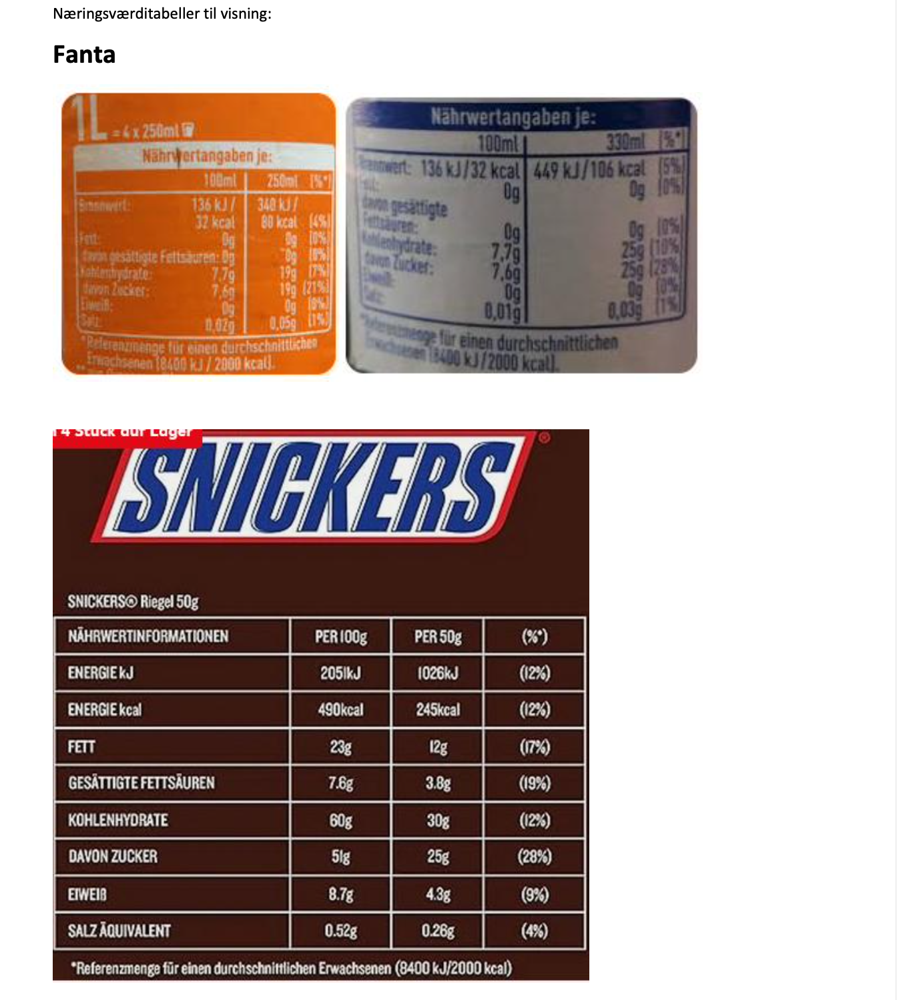 Næringsværditabeller til visning:
Fanta
1L = 4 x 250ml
Nährwertangaben je:
100ml 250ml (%*)
Brennwert: 136 kJ / 340 kJ /
32 kcal 80 kcal (4%)
Fett: 0g 0g (0%)
davon gesättigte Fettsäuren: 0g 0g (0%)
Kohlenhydrate: 7,7g 19g (7%)
davon Zucker: 7,6g 19g (21%)
Eiweiß: 0g 0g (0%)
Salz: 0,02g 0,05g (1%)
*Referenzmenge für einen durchschnittlichen
Erwachsenen (8400 kJ / 2000 kcal).
Nährwertangaben je:
100ml 330ml (%*)
Brennwert: 136 kJ/32 kcal 449 kJ/106 kcal (5%)
Fett: 0g 0g (0%)
davon gesättigte
Fettsäuren: 0g 0g (0%)
Kohlenhydrate: 7,7g 25g (10%)
davon Zucker: 7,6g 25g (28%)
Eiweiß: 0g 0g (0%)
Salz: 0,01g 0,03g (1%)
*Referenzmenge für einen durchschnittlichen
Erwachsenen (8400 kJ/2000 kcal).
4 Stück auf Lager
SNICKERS®
SNICKERS® Riegel 50g
NÄHRWERTINFORMATIONEN PER 100g PER 50g (%*)
ENERGIE kJ 2051kJ 1026kJ (12%)
ENERGIE kcal 490kcal 245kcal (12%)
FETT 23g 12g (17%)
GESÄTTIGTE FETTSÄUREN 7.6g 3.8g (19%)
KOHLENHYDRATE 60g 30g (12%)
DAVON ZUCKER 51g 25g (28%)
EIWEIß 8.7g 4.3g (9%)
SALZ ÄQUIVALENT 0.52g 0.26g (4%)
*Referenzmenge für einen durchschnittlichen Erwachsenen (8400 kJ/2000 kcal)